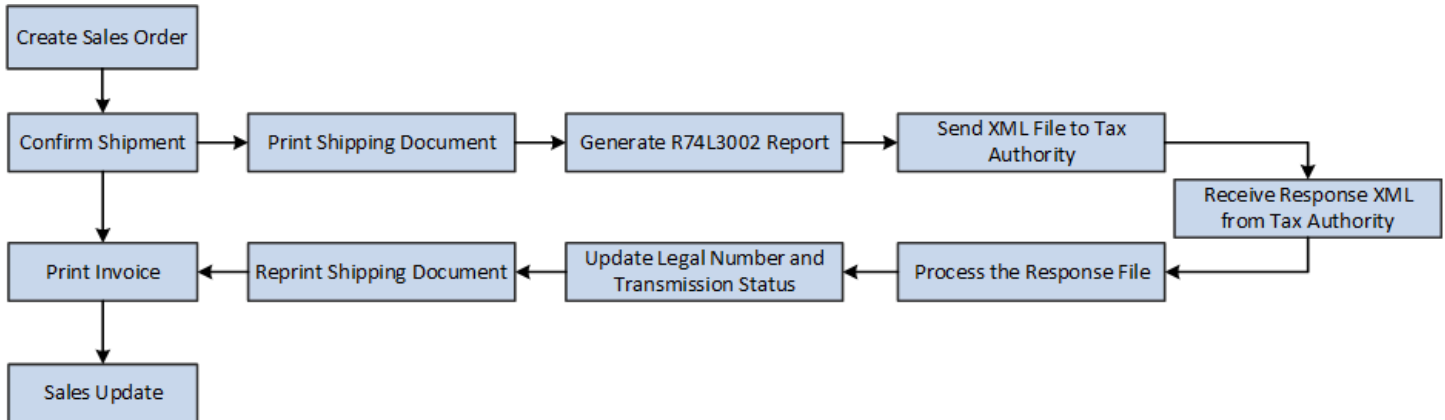 Create Sales Order
Confirm Shipment
Print Shipping Document
Generate R74L3002 Report
Send XML File to Tax
Authority
Receive Response XML
from Tax Authority
Print Invoice
Reprint Shipping Document
Update Legal Number and
Transmission Status
Process the Response File
Sales Update